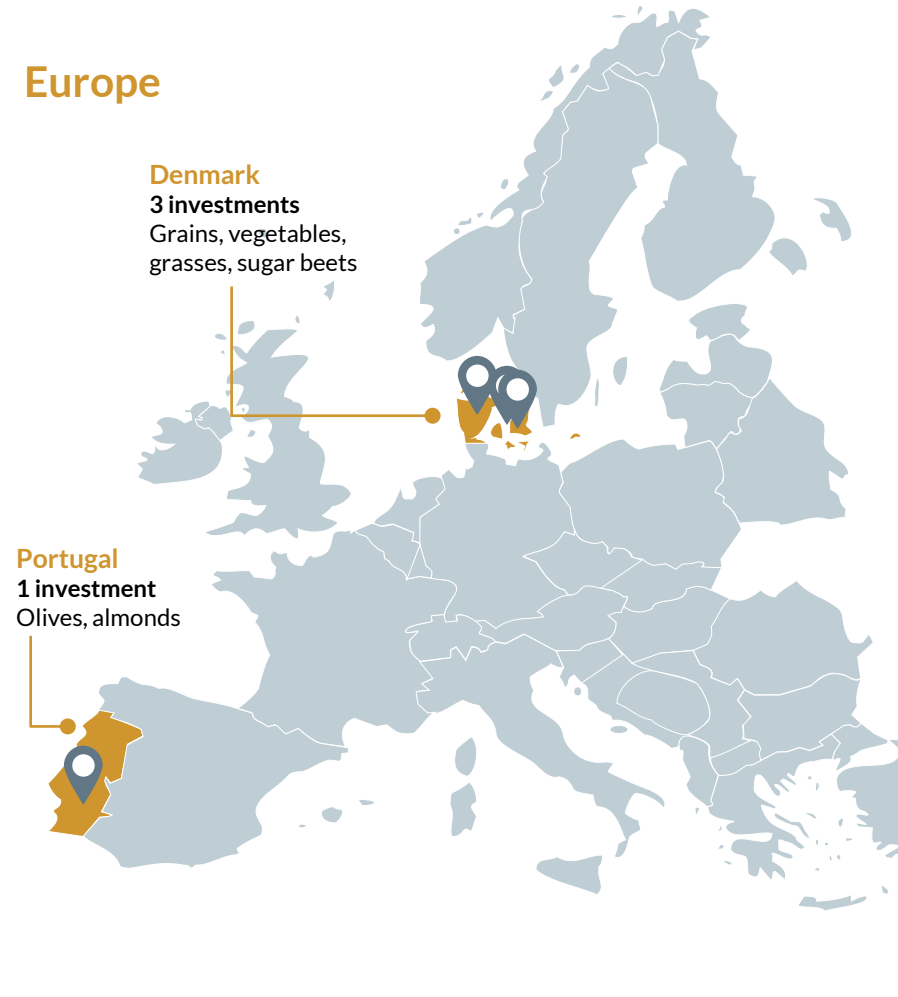 Europe
Denmark
3 investments
Grains, vegetables,
grasses, sugar beets
Portugal
1 investment
Olives, almonds